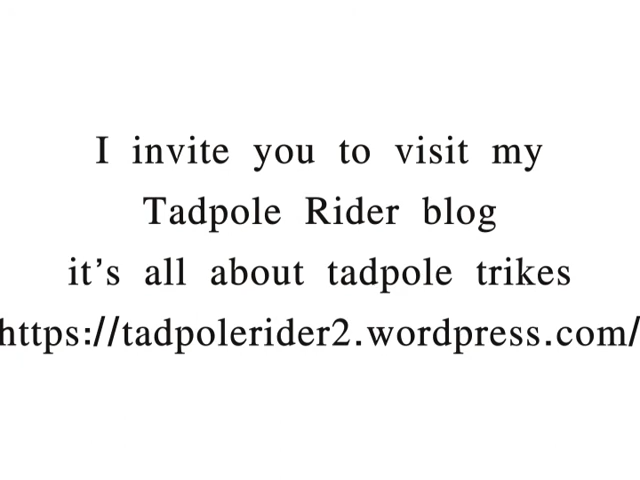 I invite you to visit my
Tadpole Rider blog
it’s all about tadpole trikes
https://tadpolerider2.wordpress.com/